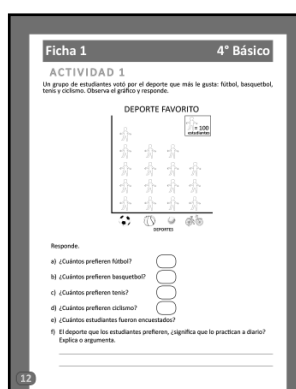 Ficha 1
4° Básico
ACTIVIDAD 1
Un grupo de estudiantes votó por el deporte que más le gusta: fútbol, basquetbol,
tenis y ciclismo. Observa el gráfico y responde.
DEPORTE FAVORITO
= 100
estudiantes
DEPORTES
Responde.
a) ¿Cuántos prefieren fútbol?
b) ¿Cuántos prefieren basquetbol?
c) ¿Cuántos prefieren tenis?
d) ¿Cuántos prefieren ciclismo?
e) ¿Cuántos estudiantes fueron encuestados?
f) El deporte que los estudiantes prefieren, ¿significa que lo practican a diario?
Explica o argumenta.
12